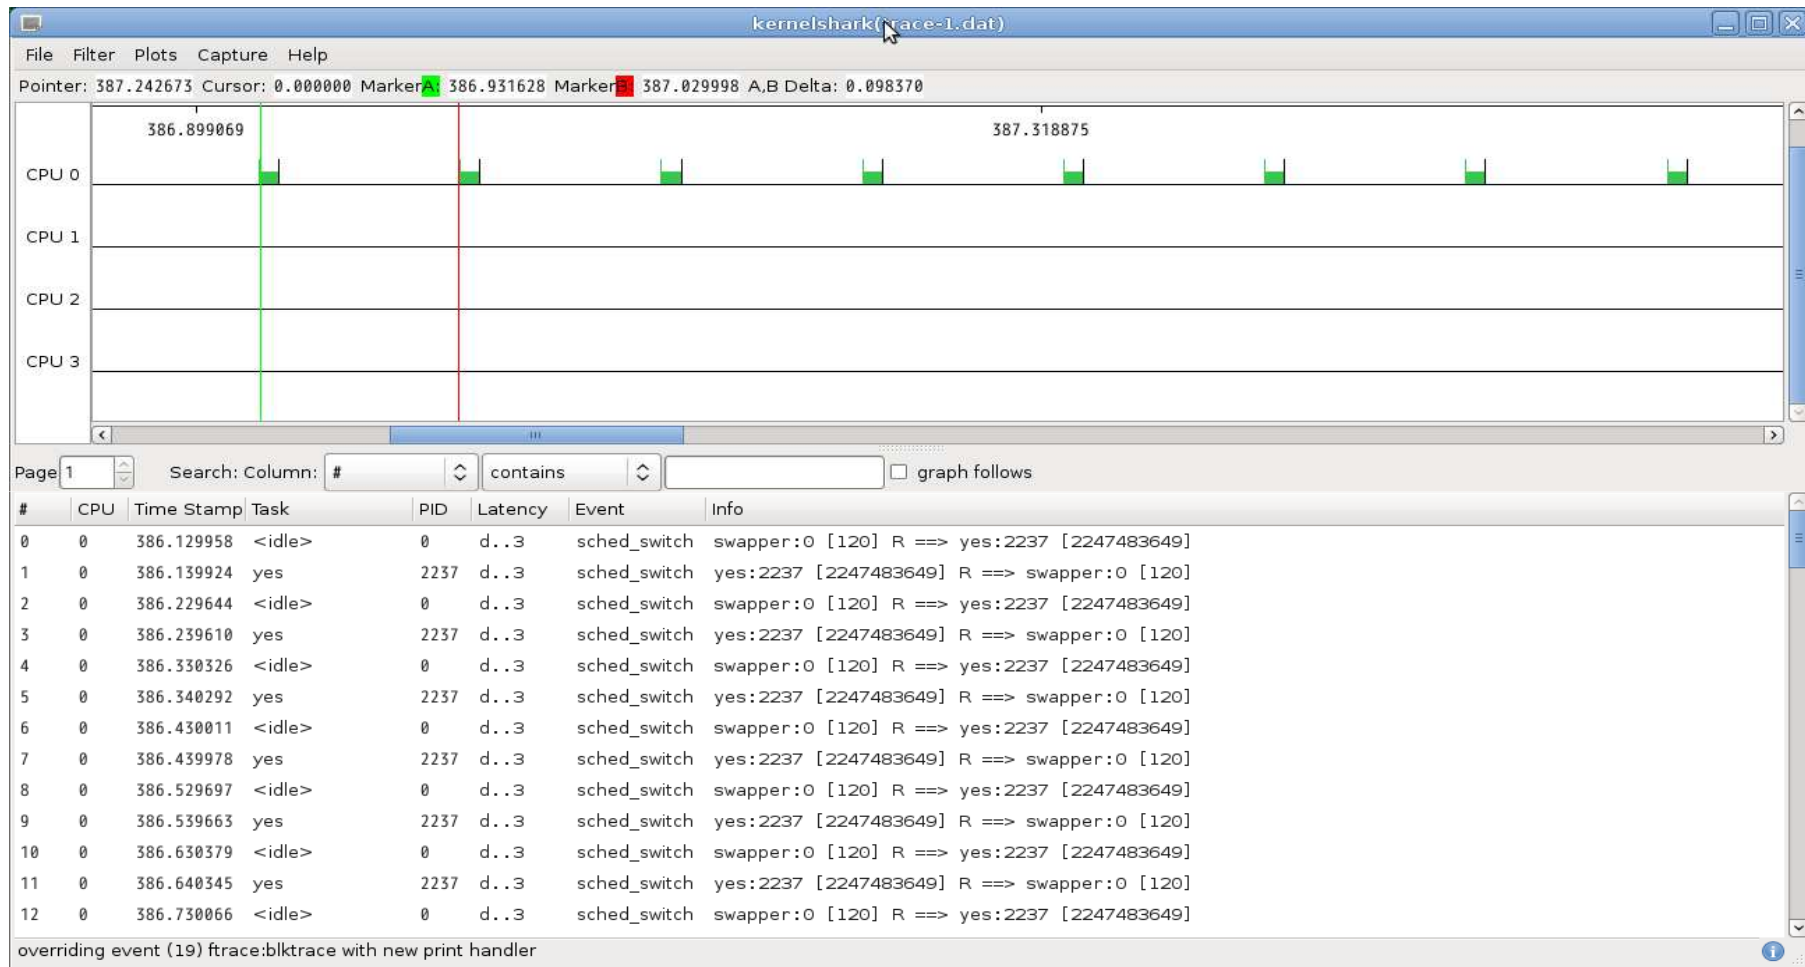 kernelshark(trace-1.dat)
File Filter Plots Capture Help
Pointer: 387.242673 Cursor: 0.000000 MarkerA: 386.931628 MarkerB: 387.029998 A,B Delta: 0.098370
386.899069 387.318875
CPU 0
CPU 1
CPU 2
CPU 3
Page 1 Search: Column: # contains graph follows
# CPU Time Stamp Task PID Latency Event Info
0 0 386.129958 <idle> 0 d..3 sched_switch swapper:0 [120] R ==> yes:2237 [2247483649]
1 0 386.139924 yes 2237 d..3 sched_switch yes:2237 [2247483649] R ==> swapper:0 [120]
2 0 386.229644 <idle> 0 d..3 sched_switch swapper:0 [120] R ==> yes:2237 [2247483649]
3 0 386.239610 yes 2237 d..3 sched_switch yes:2237 [2247483649] R ==> swapper:0 [120]
4 0 386.330326 <idle> 0 d..3 sched_switch swapper:0 [120] R ==> yes:2237 [2247483649]
5 0 386.340292 yes 2237 d..3 sched_switch yes:2237 [2247483649] R ==> swapper:0 [120]
6 0 386.430011 <idle> 0 d..3 sched_switch swapper:0 [120] R ==> yes:2237 [2247483649]
7 0 386.439978 yes 2237 d..3 sched_switch yes:2237 [2247483649] R ==> swapper:0 [120]
8 0 386.529697 <idle> 0 d..3 sched_switch swapper:0 [120] R ==> yes:2237 [2247483649]
9 0 386.539663 yes 2237 d..3 sched_switch yes:2237 [2247483649] R ==> swapper:0 [120]
10 0 386.630379 <idle> 0 d..3 sched_switch swapper:0 [120] R ==> yes:2237 [2247483649]
11 0 386.640345 yes 2237 d..3 sched_switch yes:2237 [2247483649] R ==> swapper:0 [120]
12 0 386.730066 <idle> 0 d..3 sched_switch swapper:0 [120] R ==> yes:2237 [2247483649]
overriding event (19) ftrace:blktrace with new print handler